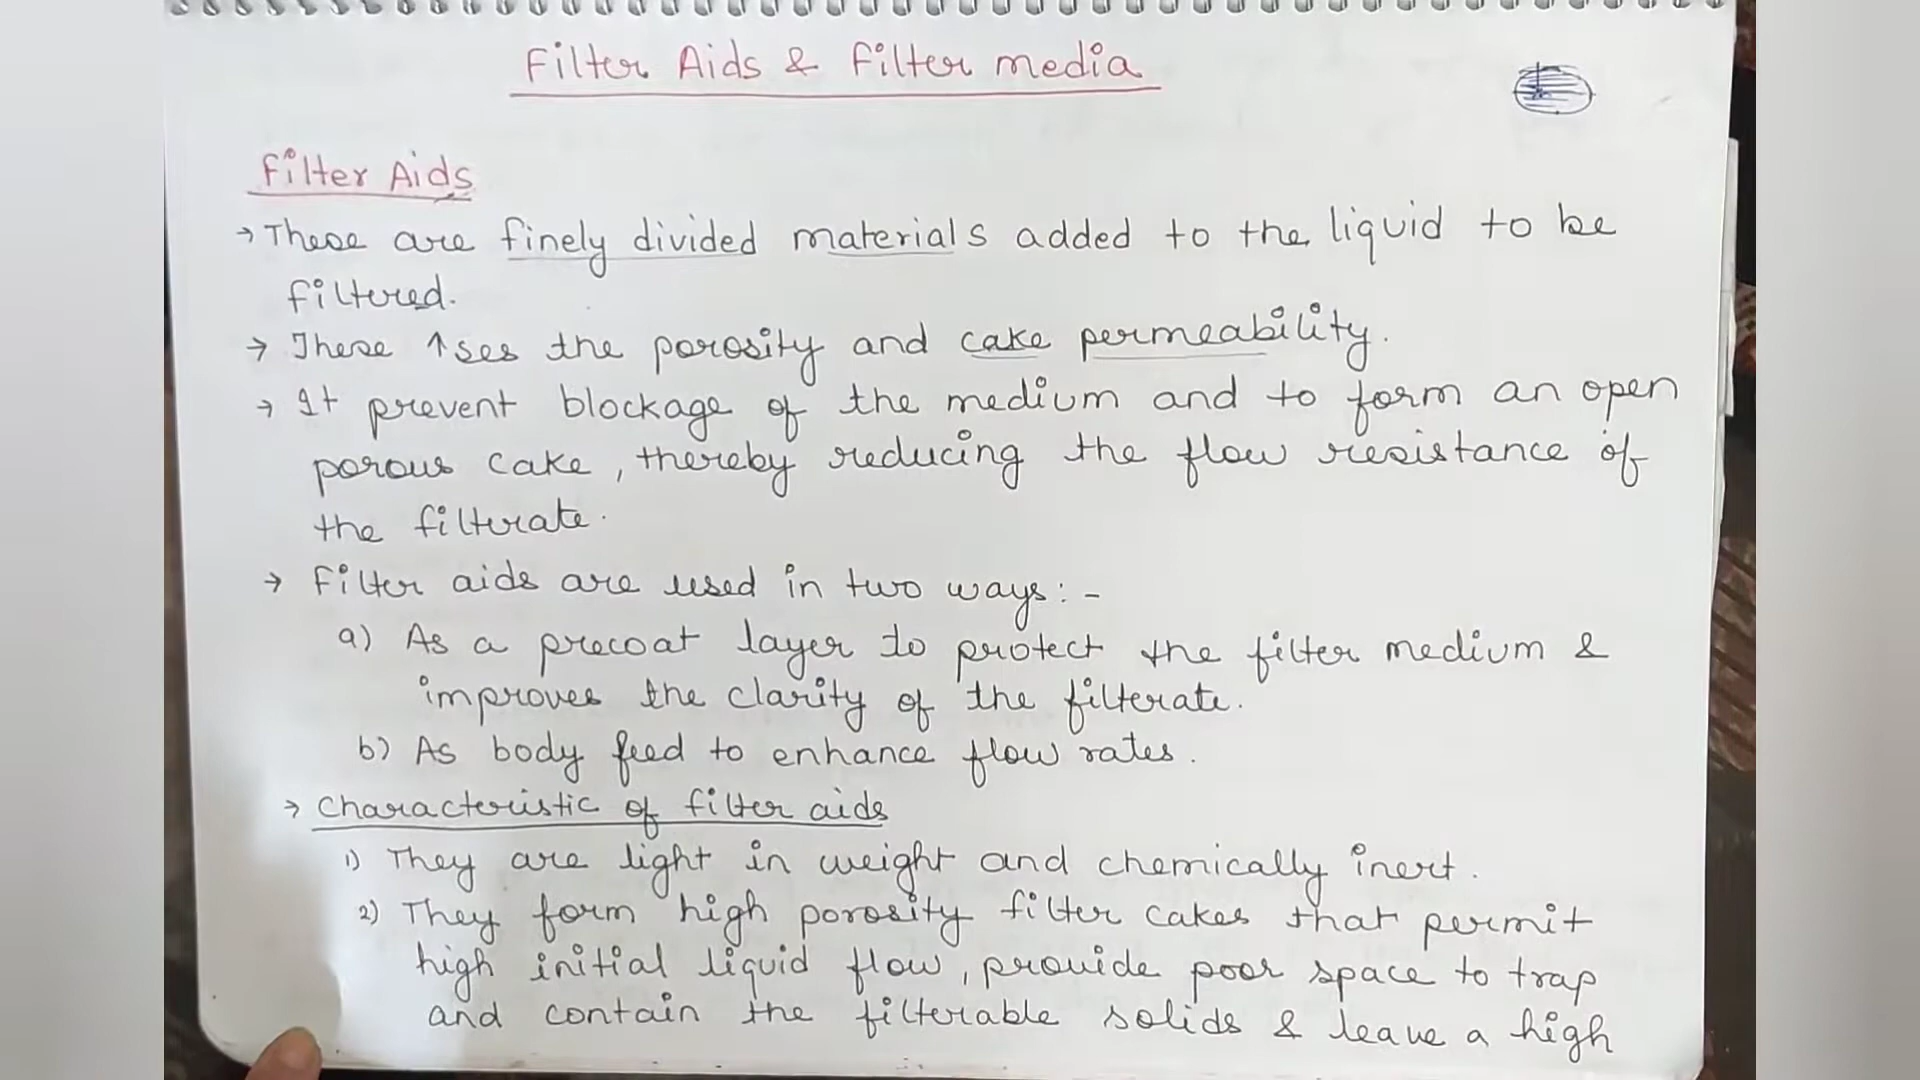 Filter Aids & Filter media
Filter Aids
→ These are finely divided materials added to the liquid to be
filtered.
→ These ↑ses the porosity and cake permeability.
→ It prevent blockage of the medium and to form an open
porous cake, thereby reducing the flow resistance of
the filterate.
→ Filter aids are used in two ways:-
a) As a precoat layer to protect the filter medium &
improves the clarity of the filterate.
b) As body feed to enhance flow rates.
→ Characteristic of filter aids
1) They are light in weight and chemically inert.
2) They form high porosity filter cakes that permit
high initial liquid flow, provide poor space to trap
and contain the filterable solids & leave a high